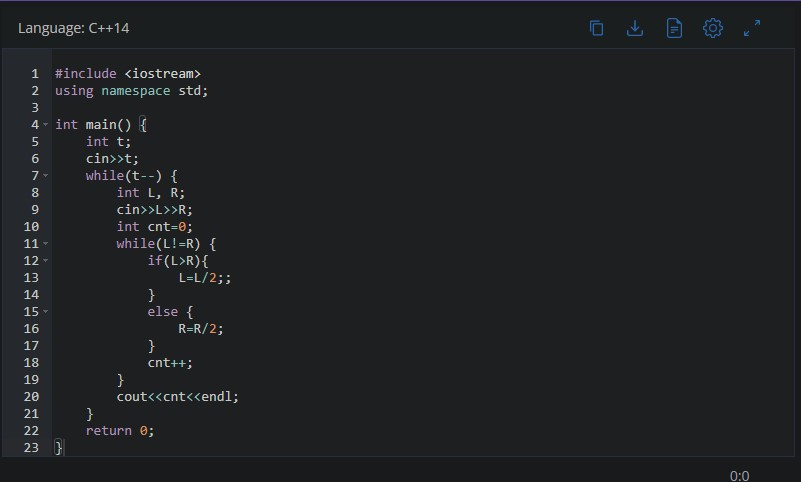 Language: C++14
1 #include <iostream>
2 using namespace std;
3
4 int main() {
5     int t;
6     cin>>t;
7     while(t--) {
8         int L, R;
9         cin>>L>>R;
10         int cnt=0;
11         while(L!=R) {
12             if(L>R){
13                 L=L/2;;
14             }
15             else {
16                 R=R/2;
17             }
18             cnt++;
19         }
20         cout<<cnt<<endl;
21     }
22     return 0;
23 }
0:0